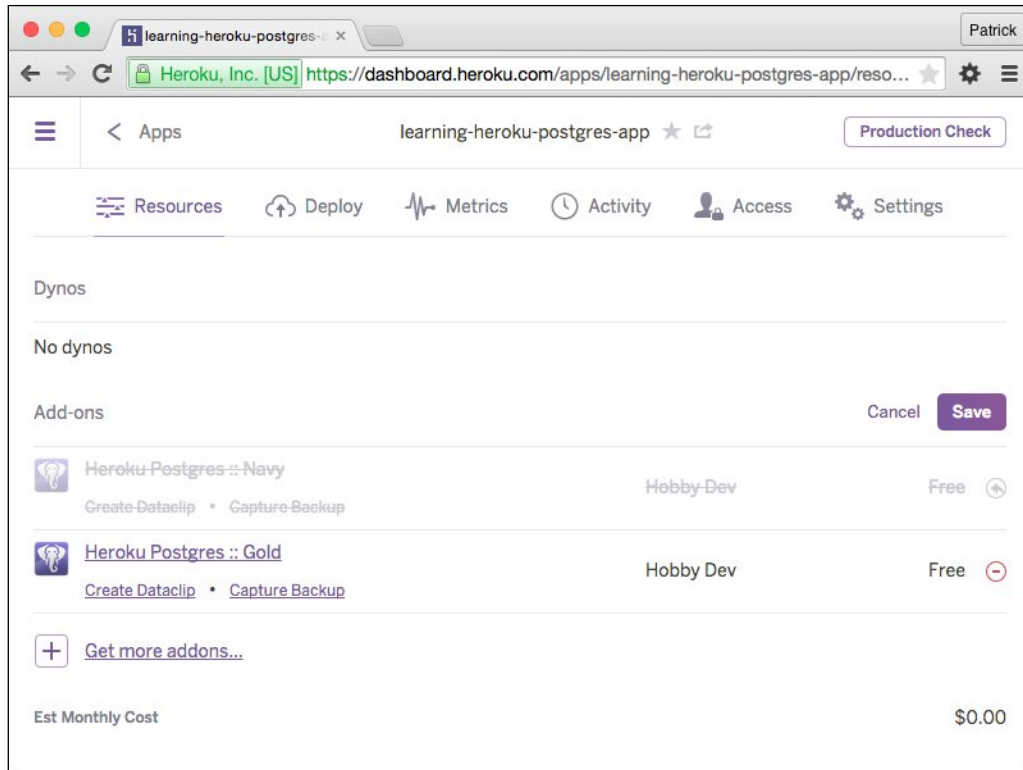 learning-heroku-postgres-a
Patrick
Heroku, Inc. [US] https://dashboard.heroku.com/apps/learning-heroku-postgres-app/reso...
Apps
learning-heroku-postgres-app
Production Check
Resources Deploy Metrics Activity Access Settings
Dynos
No dynos
Add-ons Cancel Save
Heroku Postgres :: Navy
Hobby Dev Free
Create Dataclip • Capture Backup
Heroku Postgres :: Gold
Hobby Dev Free
Create Dataclip • Capture Backup
Get more addons...
Est Monthly Cost $0.00